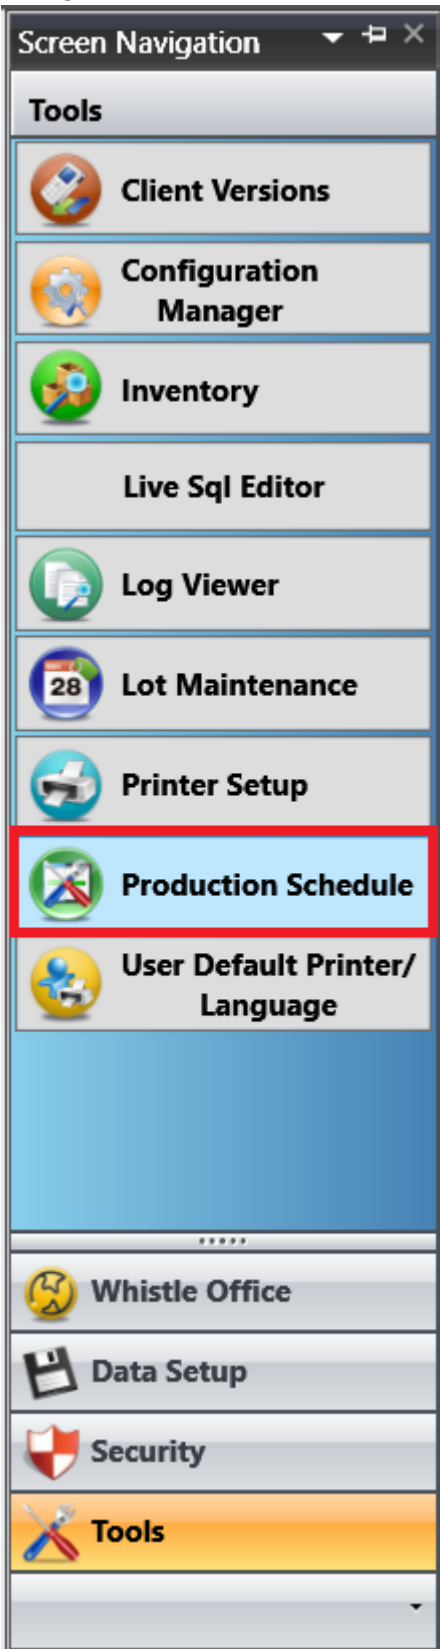 Screen Navigation
Tools
Client Versions
Configuration
Manager
Inventory
Live Sql Editor
Log Viewer
28
Lot Maintenance
Printer Setup
Production Schedule
User Default Printer/
Language
Whistle Office
Data Setup
Security
Tools